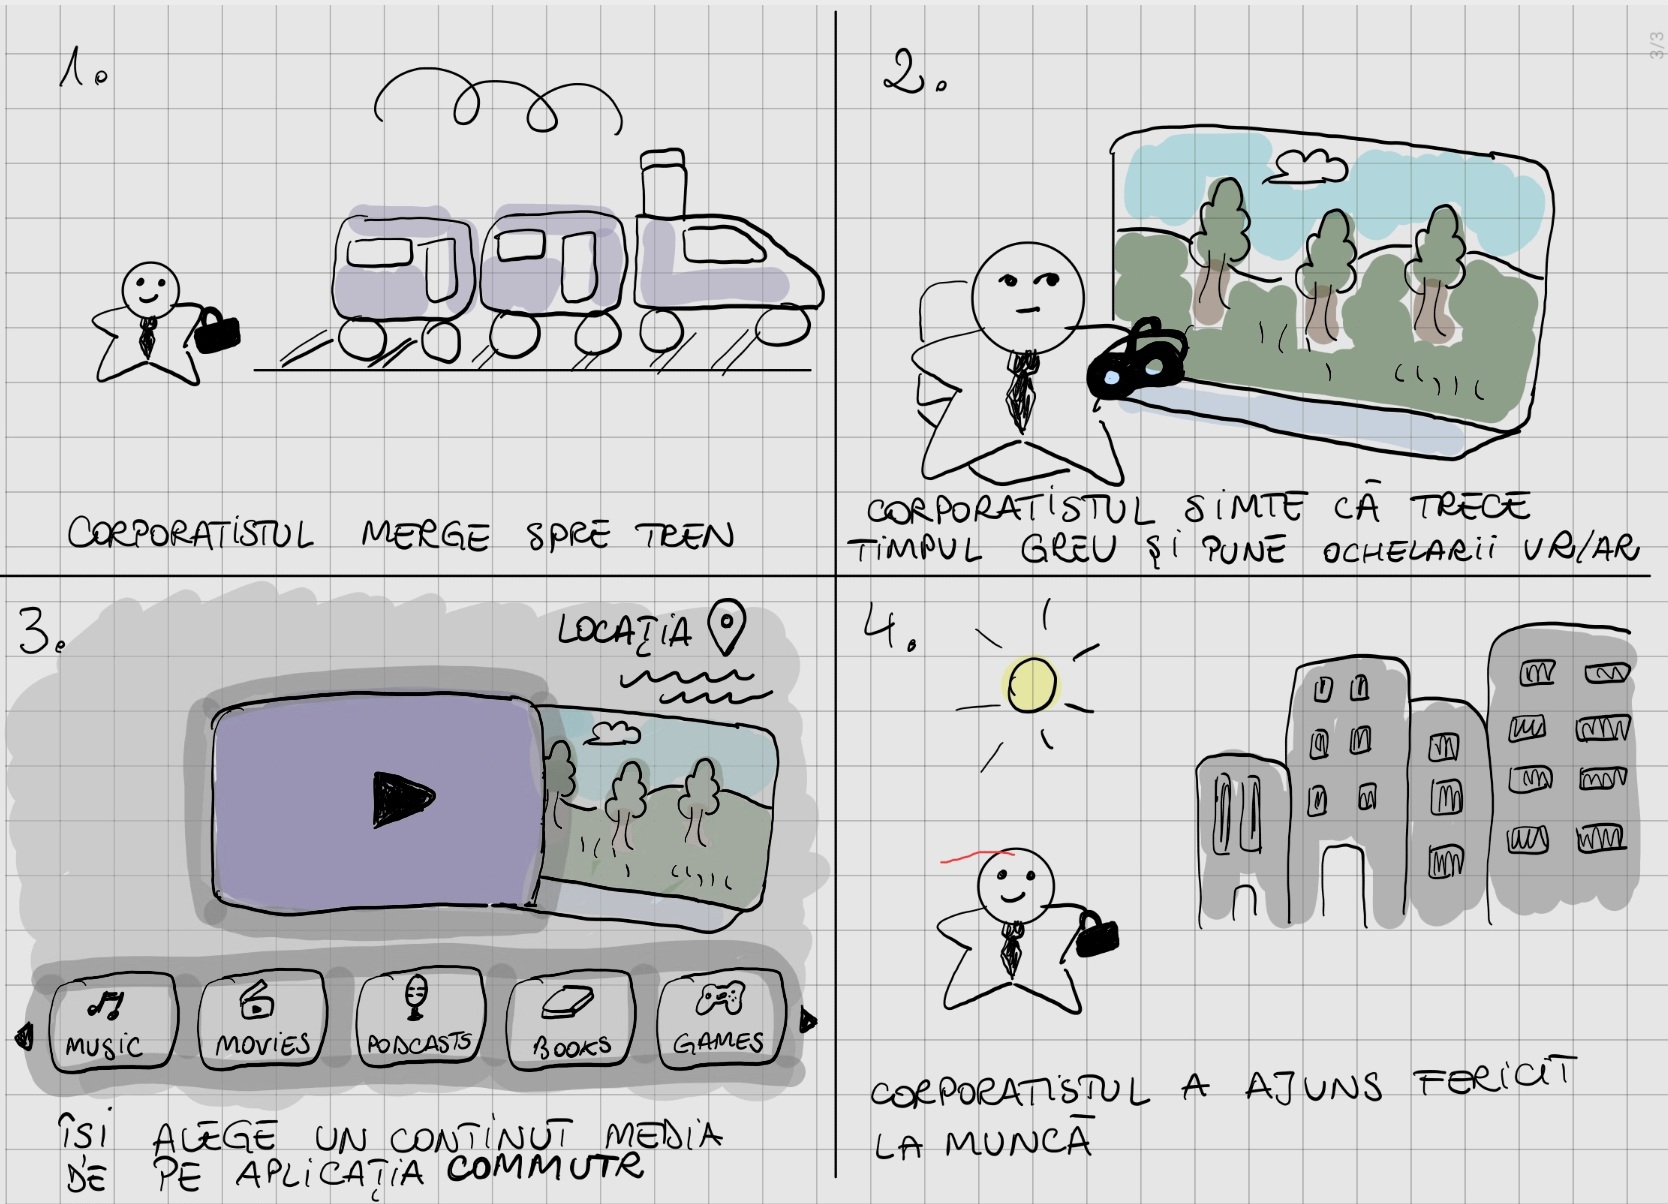 3/3
1.
CORPORATISTUL MERGE SPRE TREN
2.
CORPORATISTUL SIMTE CĂ TRECE
TIMPUL GREU ȘI PUNE OCHELARII VR/AR
3.
LOCAȚIA
MUSIC
MOVIES
PODCASTS
BOOKS
GAMES
ÎSI ALEGE UN CONTINUT MEDIA
DE PE APLICAȚIA COMMUTR
4.
CORPORATISTUL A AJUNS FERICIT
LA MUNCĂ